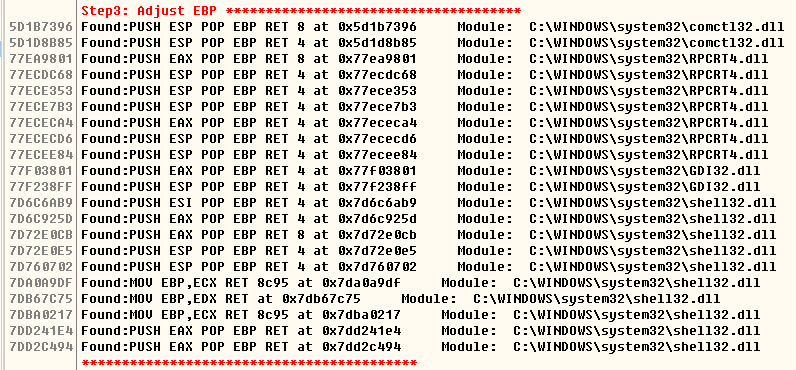 Step3: Adjust EBP *************************************
5D1B7396 Found:PUSH ESP POP EBP RET 8 at 0x5d1b7396 Module: C:\WINDOWS\system32\comctl32.dll
5D1D8B85 Found:PUSH ESP POP EBP RET 4 at 0x5d1d8b85 Module: C:\WINDOWS\system32\comctl32.dll
77EA9801 Found:PUSH EAX POP EBP RET 8 at 0x77ea9801 Module: C:\WINDOWS\system32\RPCRT4.dll
77ECDC68 Found:PUSH ESP POP EBP RET 4 at 0x77ecdc68 Module: C:\WINDOWS\system32\RPCRT4.dll
77ECE353 Found:PUSH ESP POP EBP RET 4 at 0x77ece353 Module: C:\WINDOWS\system32\RPCRT4.dll
77ECE7B3 Found:PUSH ESP POP EBP RET 4 at 0x77ece7b3 Module: C:\WINDOWS\system32\RPCRT4.dll
77ECECA4 Found:PUSH EAX POP EBP RET 4 at 0x77ececa4 Module: C:\WINDOWS\system32\RPCRT4.dll
77ECECD6 Found:PUSH ESP POP EBP RET 4 at 0x77ececd6 Module: C:\WINDOWS\system32\RPCRT4.dll
77ECEE84 Found:PUSH ESP POP EBP RET 4 at 0x77ecee84 Module: C:\WINDOWS\system32\RPCRT4.dll
77F03801 Found:PUSH EAX POP EBP RET 4 at 0x77f03801 Module: C:\WINDOWS\system32\GDI32.dll
77F238FF Found:PUSH ESP POP EBP RET 4 at 0x77f238ff Module: C:\WINDOWS\system32\GDI32.dll
7D6C6AB9 Found:PUSH ESI POP EBP RET 4 at 0x7d6c6ab9 Module: C:\WINDOWS\system32\shell32.dll
7D6C925D Found:PUSH EAX POP EBP RET 4 at 0x7d6c925d Module: C:\WINDOWS\system32\shell32.dll
7D72E0CB Found:PUSH EAX POP EBP RET 8 at 0x7d72e0cb Module: C:\WINDOWS\system32\shell32.dll
7D72E0E5 Found:PUSH ESP POP EBP RET 4 at 0x7d72e0e5 Module: C:\WINDOWS\system32\shell32.dll
7D760702 Found:PUSH ESP POP EBP RET 4 at 0x7d760702 Module: C:\WINDOWS\system32\shell32.dll
7DA0A9DF Found:MOV EBP,ECX RET 8c95 at 0x7da0a9df Module: C:\WINDOWS\system32\shell32.dll
7DB67C75 Found:MOV EBP,EDX RET at 0x7db67c75 Module: C:\WINDOWS\system32\shell32.dll
7DBA0217 Found:MOV EBP,ECX RET 8c95 at 0x7dba0217 Module: C:\WINDOWS\system32\shell32.dll
7DD241E4 Found:PUSH EAX POP EBP RET 4 at 0x7dd241e4 Module: C:\WINDOWS\system32\shell32.dll
7DD2C494 Found:PUSH EAX POP EBP RET 4 at 0x7dd2c494 Module: C:\WINDOWS\system32\shell32.dll
******************************************